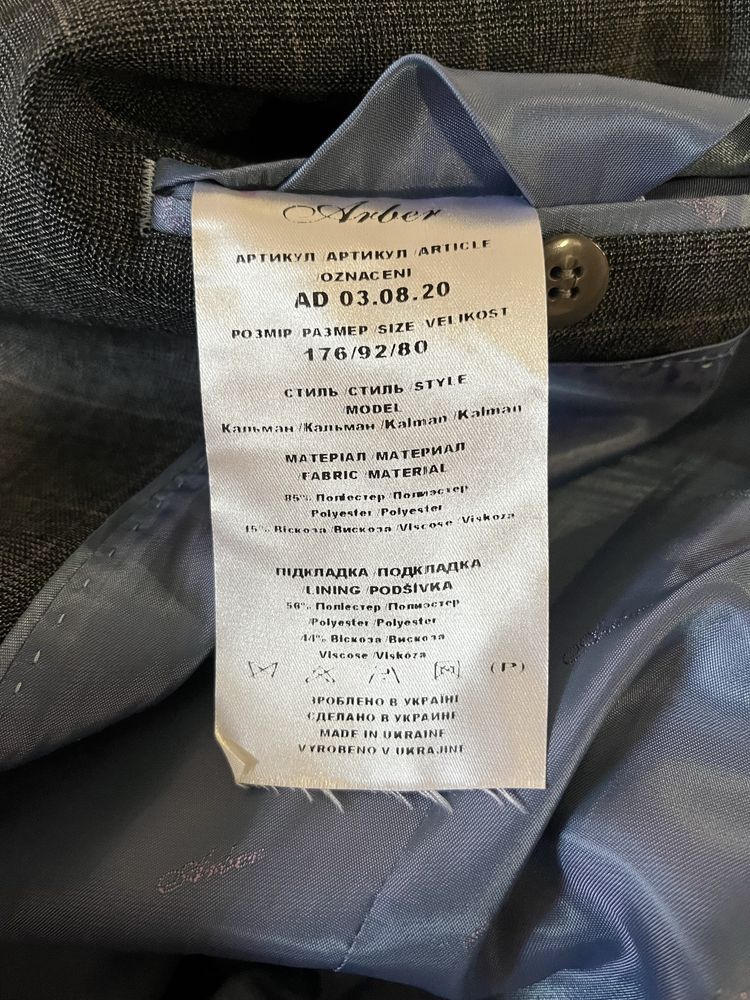 Arber
АРТИКУЛ /АРТИКУЛ /ARTICLE
/OZNACENI
AD 03.08.20
РОЗМІР РАЗМЕР /SIZE /VELIKOST
176/92/80
СТИЛЬ /СТИЛЬ /STYLE
/MODEL
Кальман /Кальман /Kalman /Kalman
МАТЕРІАЛ /МАТЕРИАЛ
/FABRIC /MATERIAL
85% Поліестер /Полиэстер
Polyester /Polyester
15% Віскоза /Вискоза /Viscose /Viskoza
ПІДКЛАДКА /ПОДКЛАДКА
/LINING /PODŠÍVKA
56% Поліестер /Полиэстер
/Polyester /Polyester
44% Віскоза /Вискоза
Viscose /Viskóza
(P)
ЗРОБЛЕНО В УКРАЇНІ
СДЕЛАНО В УКРАИНЕ
MADE IN UKRAINE
VYROBENO V UKRAJINE
Arber